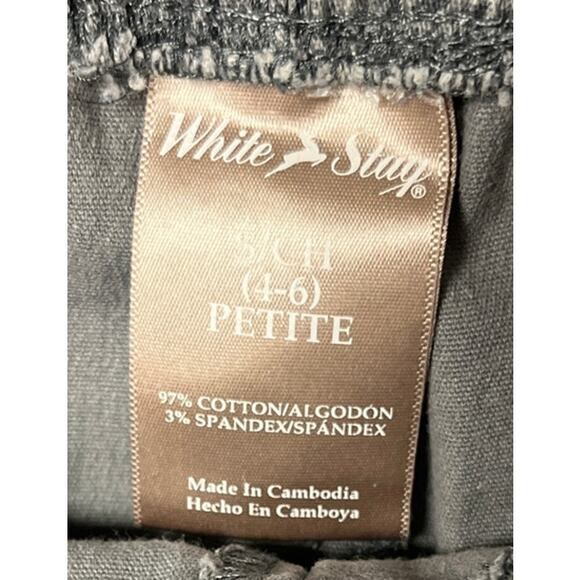 White Stag®
S/CH
(4-6)
PETITE
97% COTTON/ALGODÓN
3% SPANDEX/SPÁNDEX
Made In Cambodia
Hecho En Camboya